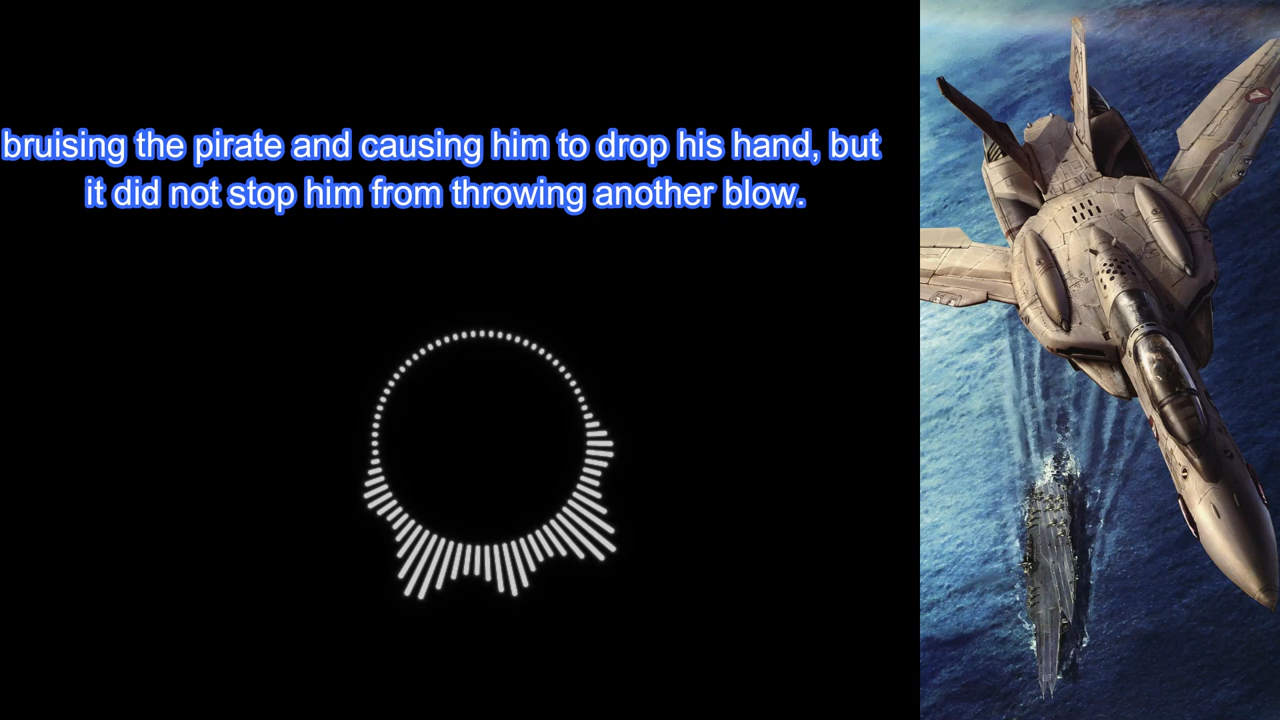 bruising the pirate and causing him to drop his hand, but
it did not stop him from throwing another blow.